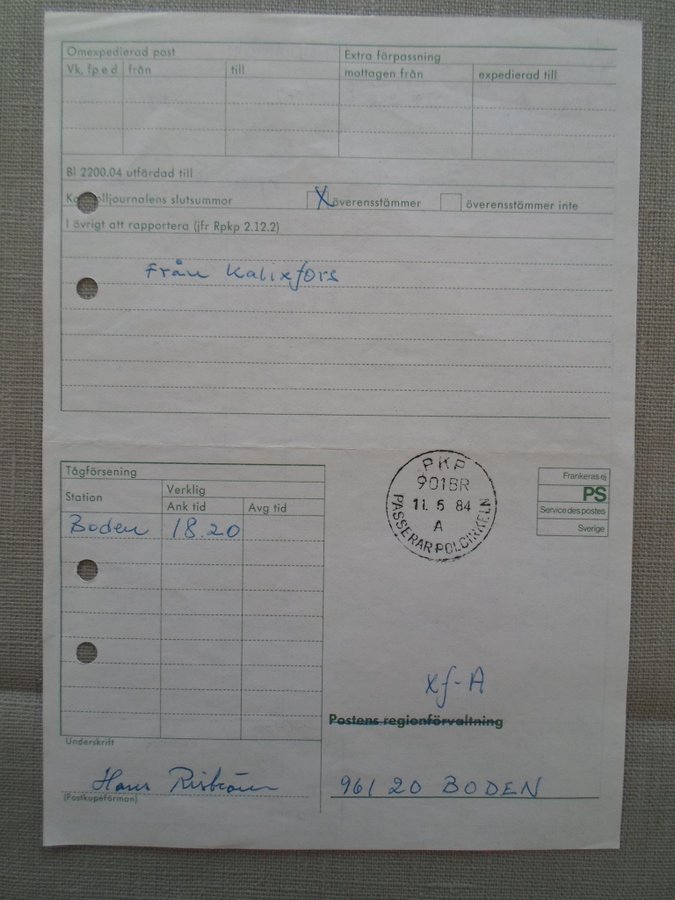 Omexpedierad post
Extra förpassning
Vk, fp e d från till mottagen från expedierad till
Bl 2200.04 utfärdad till
Kontrolljournalens slutsummor X överensstämmer överensstämmer inte
I övrigt att rapportera (jfr Rpkp 2.12.2)
Från Kalixfors
Tågförsening
Station Verklig
Ank tid Avg tid
Boden 18.20
PKP
901BR
11. 5 84
A
PASSERAR POLCIRKELN
Frankeras ej
PS
Service des postes
Sverige
xf-A
Postens regionförvaltning
Underskrift
Hans
(Postkupéförman)
961 20 BODEN